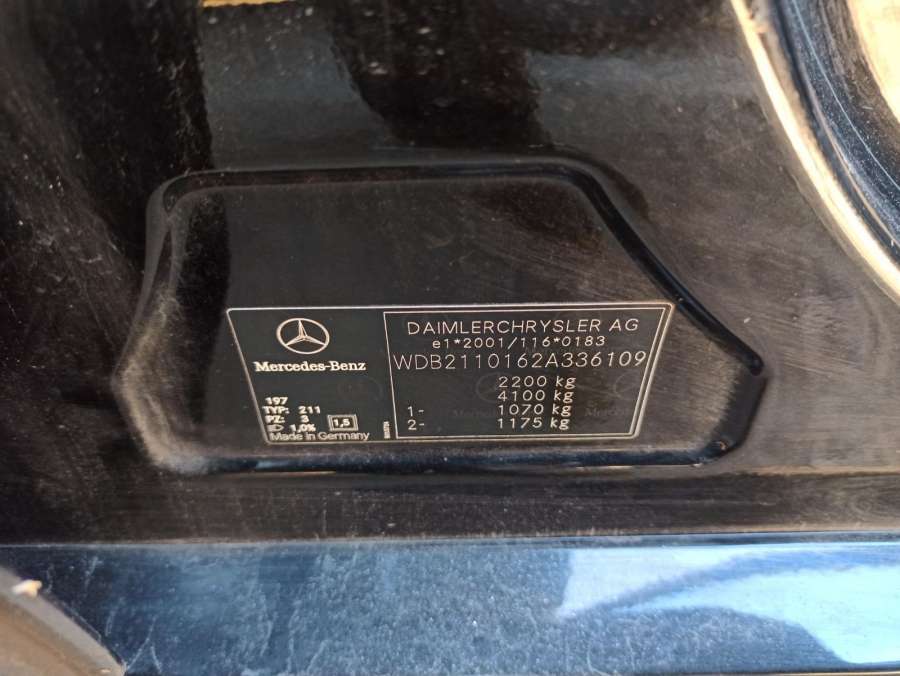 Mercedes-Benz
197
TYP: 211
PZ: 3
1,0%
1,5
Made in Germany
DAIMLERCHRYSLER AG
e1*2001/116*0183
WDB2110162A336109
2200 kg
4100 kg
1- 1070 kg
2- 1175 kg